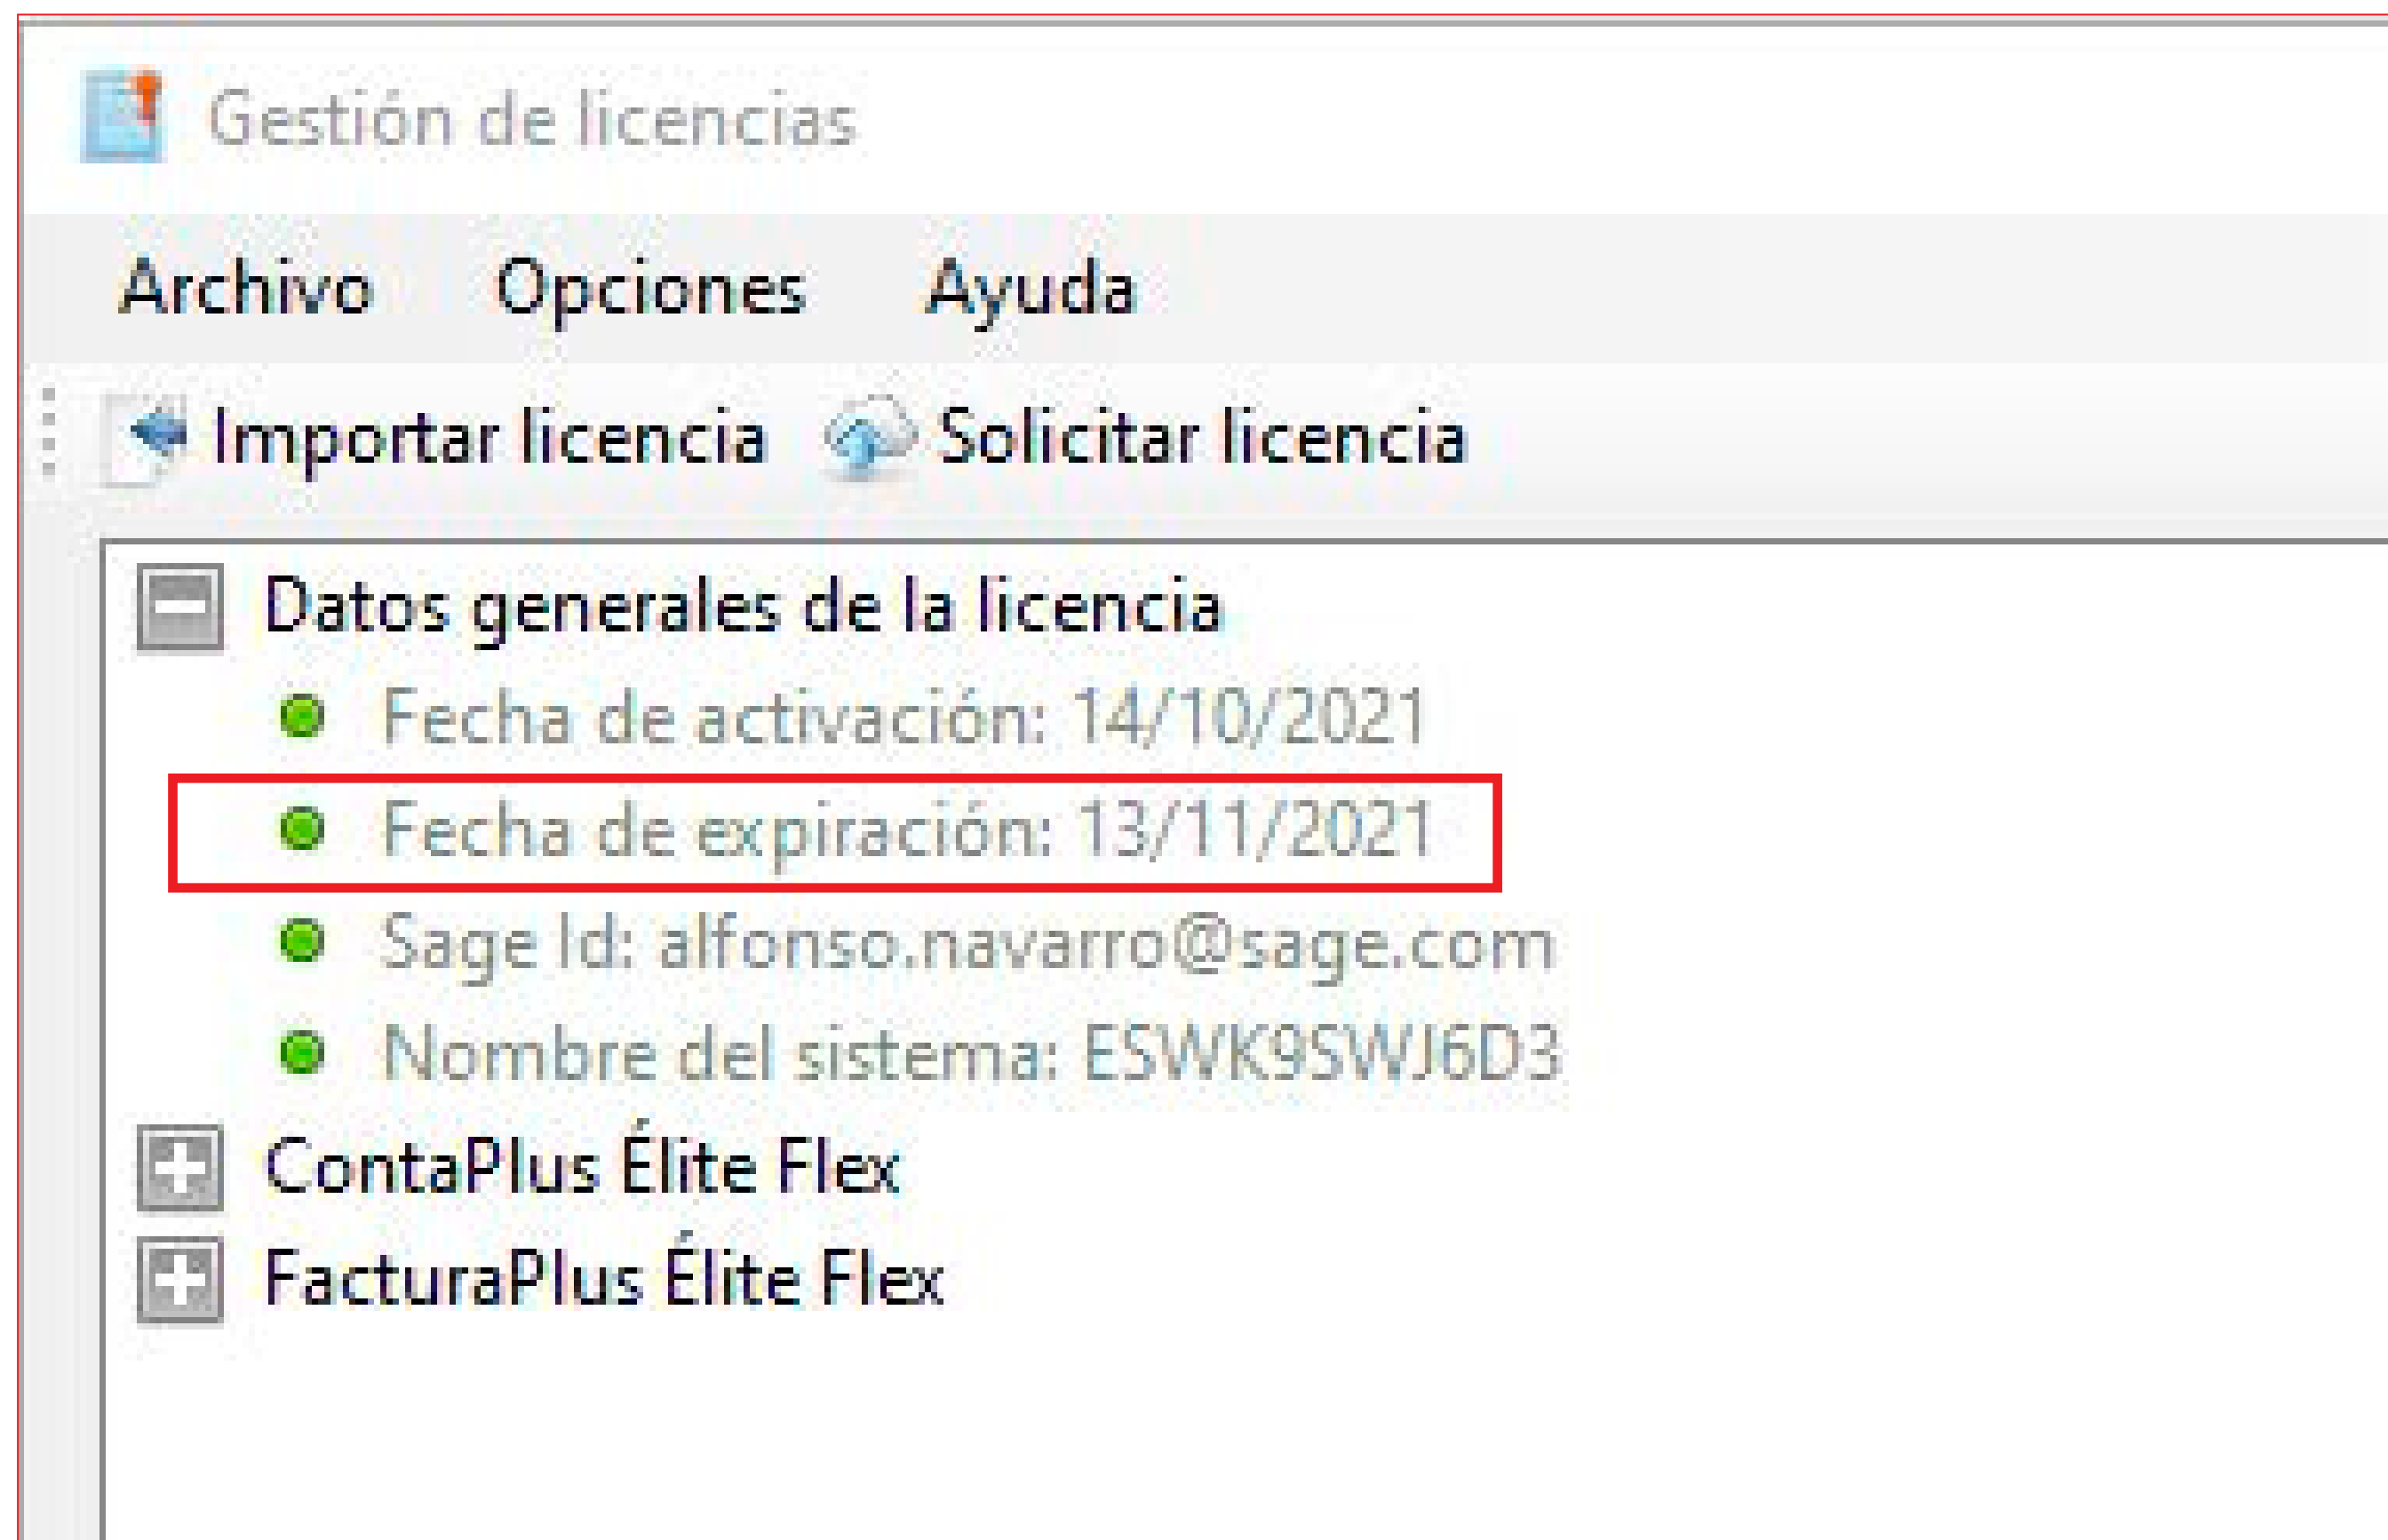 Gestión de licencias
Archivo Opciones Ayuda
Importar licencia Solicitar licencia
Datos generales de la licencia
Fecha de activación: 14/10/2021
Fecha de expiración: 13/11/2021
Sage Id: alfonso.navarro@sage.com
Nombre del sistema: ESWK9SWJ6D3
ContaPlus Élite Flex
FacturaPlus Élite Flex